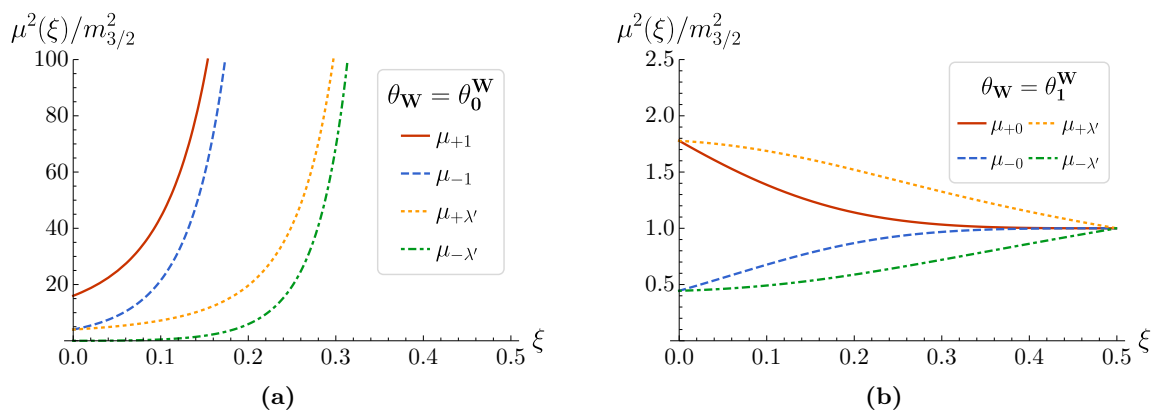 μ²(ξ)/m²_{3/2}
100
80
60
40
20
0.0 0.1 0.2 0.3 0.4 0.5 ξ
θ_W = θ_0^W
μ_{+1}
μ_{-1}
μ_{+λ′}
μ_{-λ′}
(a)
μ²(ξ)/m²_{3/2}
2.5
2.0
1.5
1.0
0.5
0.0 0.1 0.2 0.3 0.4 0.5 ξ
θ_W = θ_1^W
μ_{+0} μ_{+λ′}
μ_{-0} μ_{-λ′}
(b)